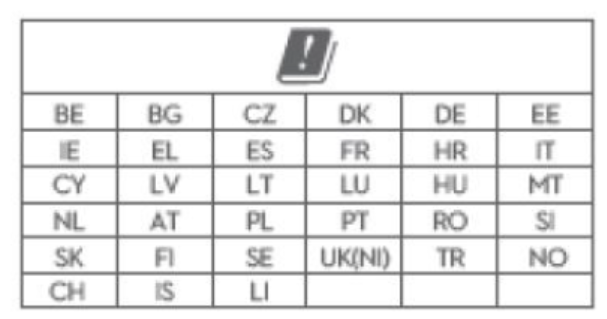 !
BE BG CZ DK DE EE
IE EL ES FR HR IT
CY LV LT LU HU MT
NL AT PL PT RO SI
SK FI SE UK(NI) TR NO
CH IS LI